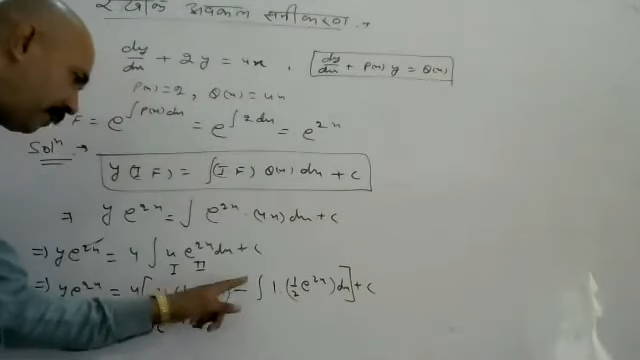 रेखीय अवकल समीकरण →
dy/dx + 2y = 4x , dy/dx + P(x) y = Q(x)
P(x) = 2, Q(x) = 4x
F = e^{∫P(x)dx} = e^{∫2dx} = e^{2x}
Solⁿ →
y (I F) = ∫(I F) Q(x) dx + c
⇒ y e^{2x} = ∫ e^{2x} · (4x) dx + c
⇒ y e^{2x} = 4 ∫ x e^{2x} dx + c
I II
⇒ y e^{2x} = 4[ − ∫ 1 · (1/2 e^{2x}) dx ] + c